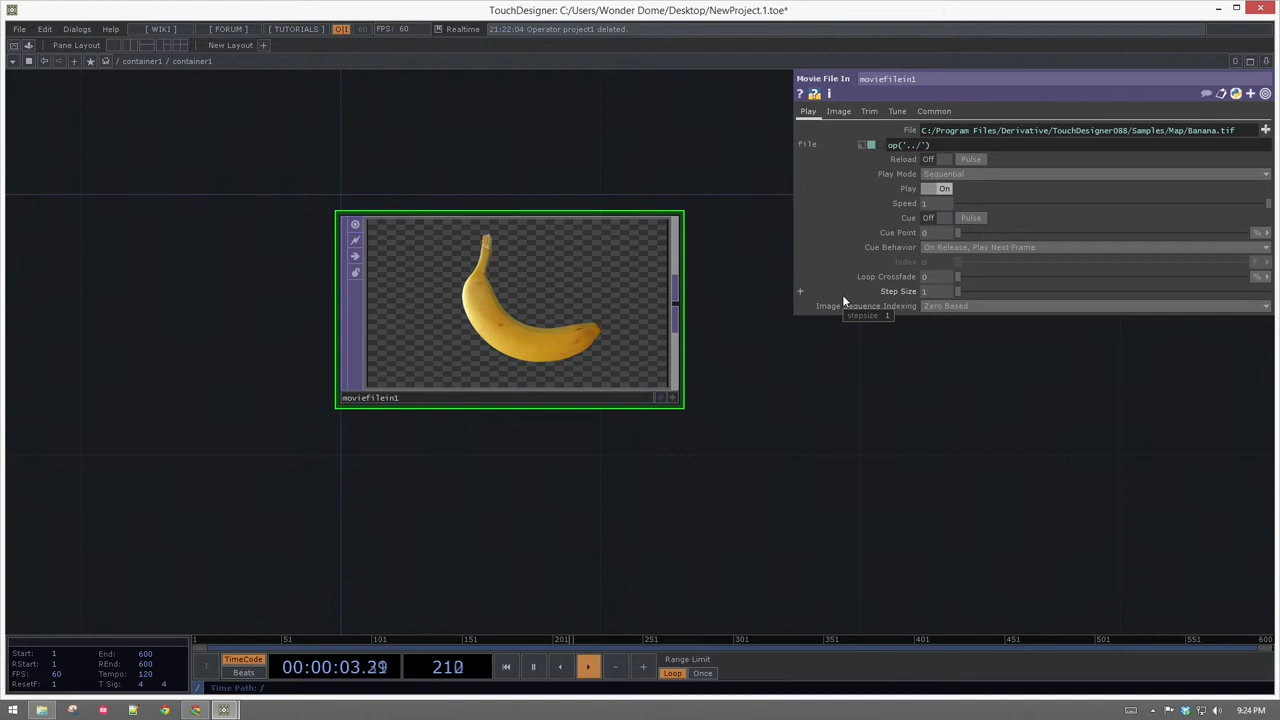 TouchDesigner: C:/Users/Wonder Dome/Desktop/NewProject.1.toe*
File Edit Dialogs Help [ WIKI ] [ FORUM ] [ TUTORIALS ] OII 60 FPS: 60 Realtime 21:22:04 Operator project1 deleted.
Pane Layout New Layout +
/ container1 / container1 0
Movie File In moviefilein1
? ? i
Play Image Trim Tune Common
File C:/Program Files/Derivative/TouchDesigner088/Samples/Map/Banana.tif
file op('../')
Reload Off Pulse
Play Mode Sequential
Play On
Speed 1
Cue Off Pulse
Cue Point 0 %
Cue Behavior On Release, Play Next Frame
Index 0 F
Loop Crossfade 0 %
+ Step Size 1
Image Sequence Indexing Zero Based
stepsize 1
moviefilein1
1 51 101 151 201 251 301 351 401 451 501 551 600
Start: 1 End: 600
RStart: 1 REnd: 600
FPS: 60 Tempo: 120
ResetF: 1 T Sig: 4 4
TimeCode
Beats
00:00:03.29 210
Range Limit
Loop Once
/ Time Path: /
9:24 PM